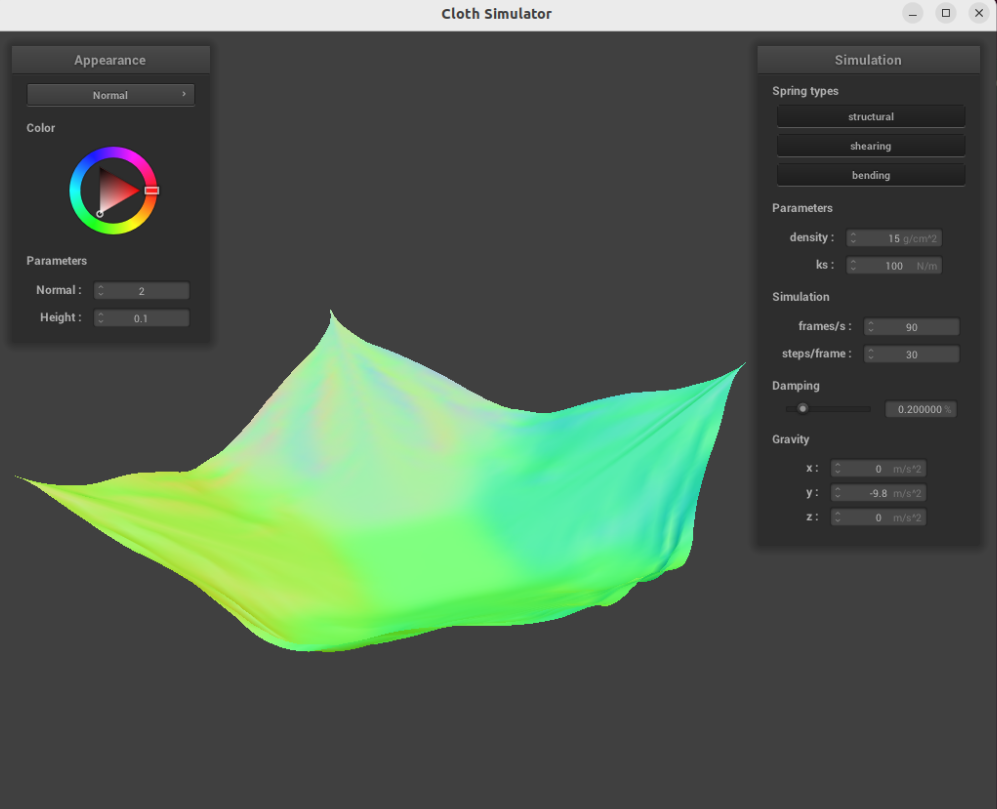 Cloth Simulator
Appearance
Normal
Color
Parameters
Normal : 2
Height : 0.1
Simulation
Spring types
structural
shearing
bending
Parameters
density : 15 g/cm^2
ks : 100 N/m
Simulation
frames/s : 90
steps/frame : 30
Damping
0.200000 %
Gravity
x : 0 m/s^2
y : -9.8 m/s^2
z : 0 m/s^2